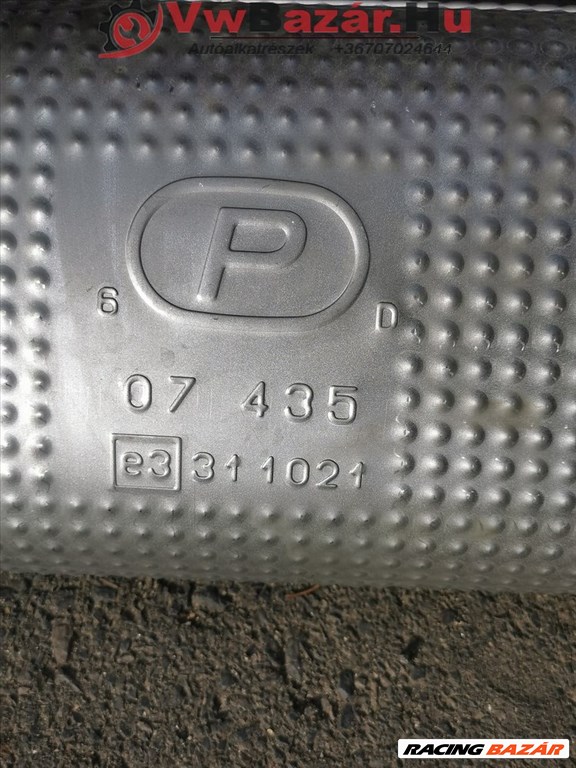 VwBazár.Hu
Autóalkatrészek +36707024644
P
6 D
07 435
e3 311021
RACING BAZÁR